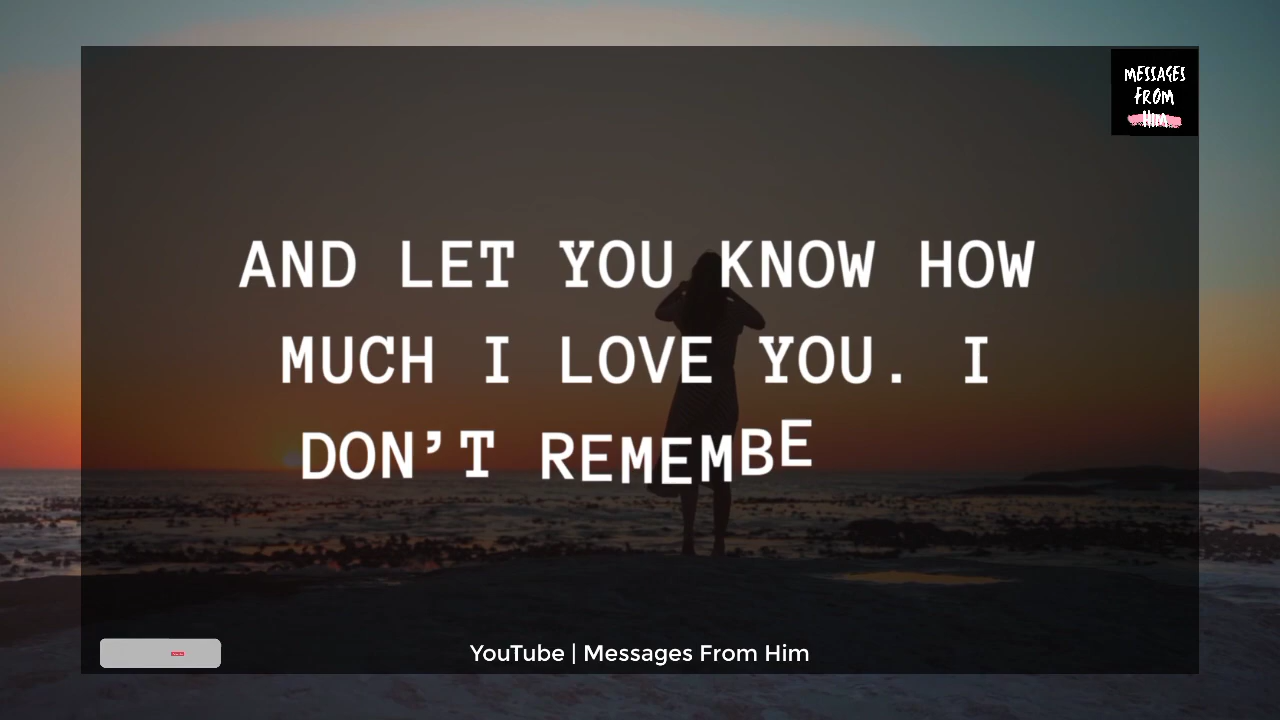 MESSAGES
FROM
HIM
AND LET YOU KNOW HOW
MUCH I LOVE YOU. I
DON’T REMEMBE
YouTube | Messages From Him